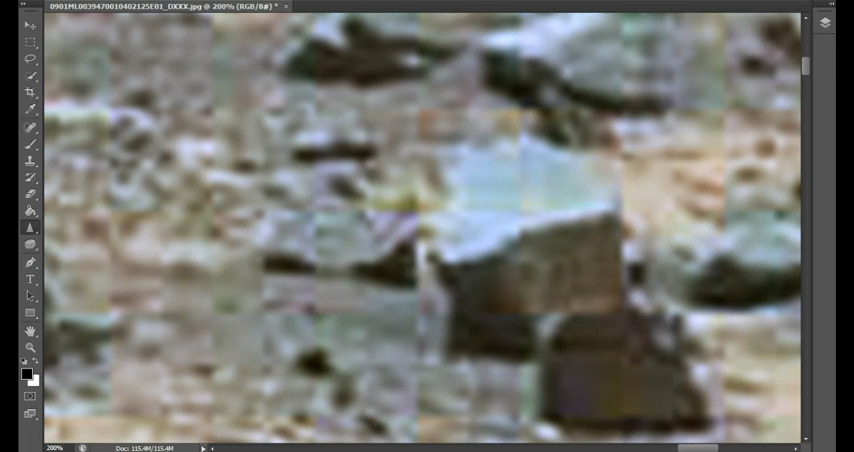 0901ML0039470010402125E01_DXXX.jpg @ 200% (RGB/8#) * ×
T
200%
Doc: 115.4M/115.4M